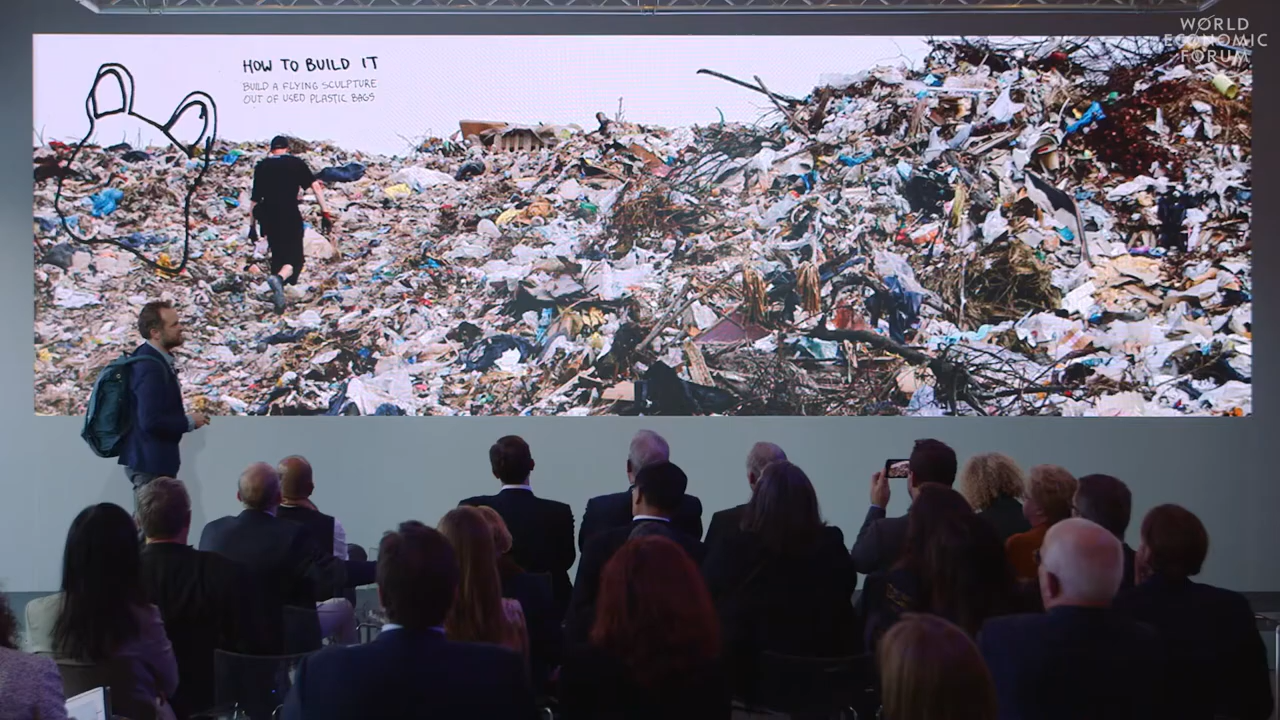 HOW TO BUILD IT
BUILD A FLYING SCULPTURE
OUT OF USED PLASTIC BAGS
WORLD
ECONOMIC
FORUM